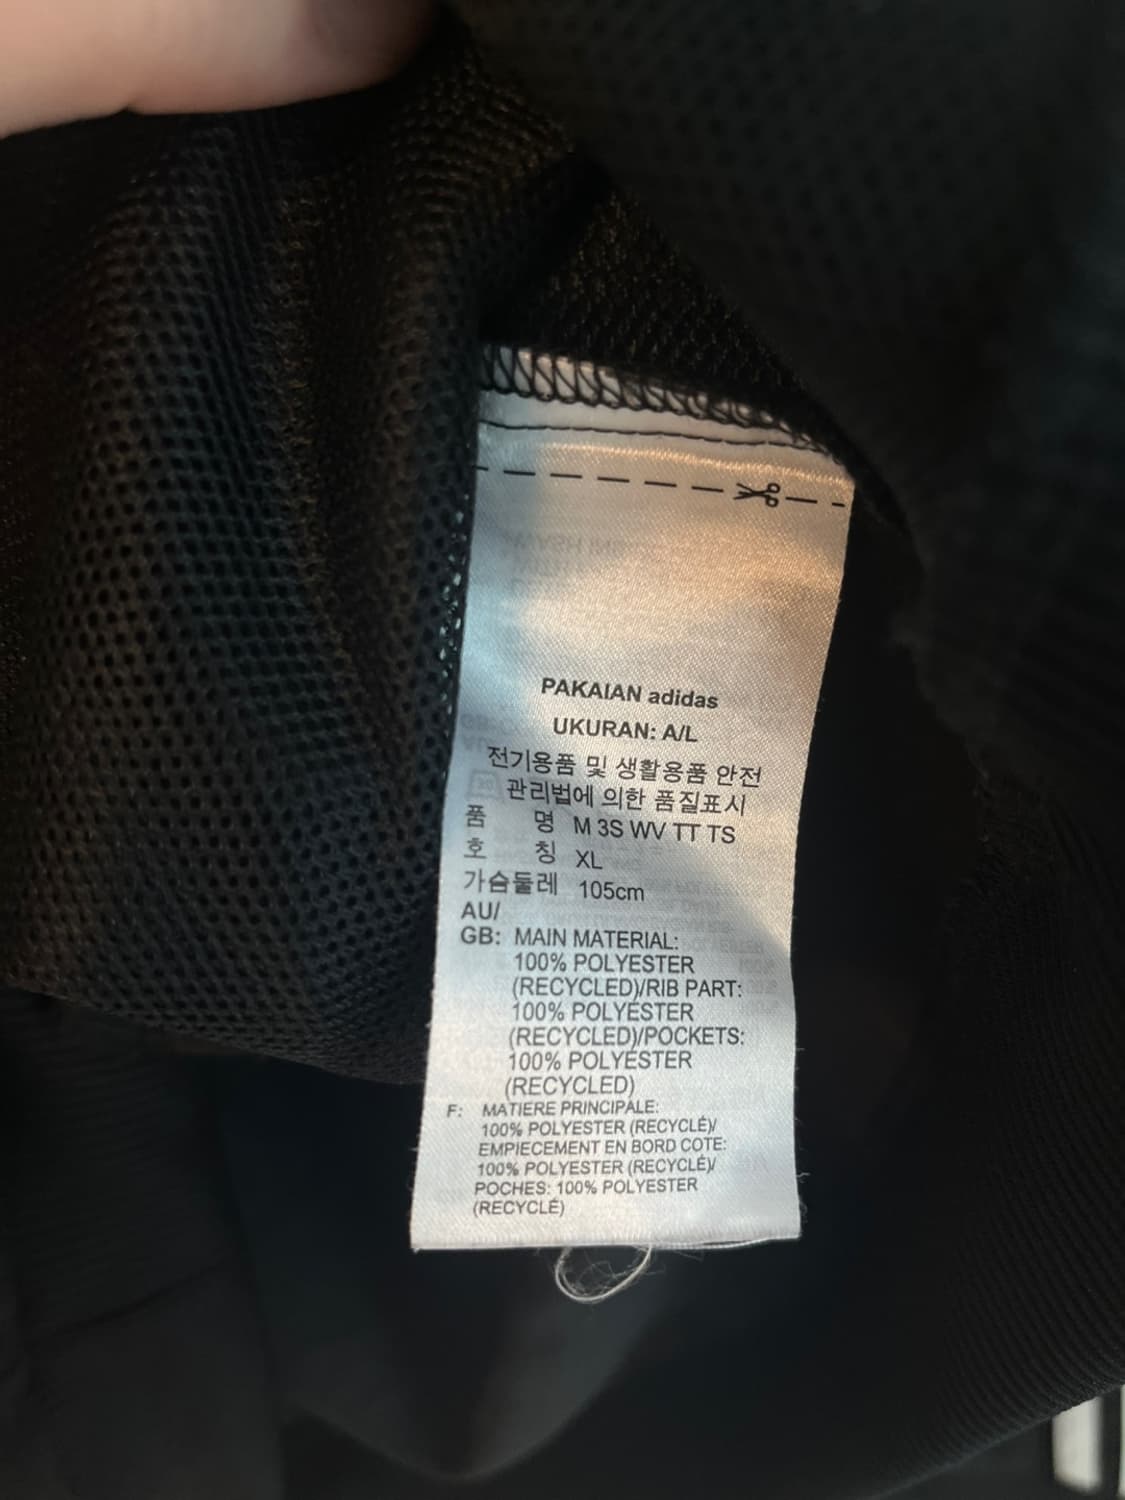 PAKAIAN adidas
UKURAN: A/L
전기용품 및 생활용품 안전
관리법에 의한 품질표시
품 명 M 3S WV TT TS
호 칭 XL
가슴둘레 105cm
AU/
GB: MAIN MATERIAL:
100% POLYESTER
(RECYCLED)/RIB PART:
100% POLYESTER
(RECYCLED)/POCKETS:
100% POLYESTER
(RECYCLED)
F: MATIERE PRINCIPALE:
100% POLYESTER (RECYCLÉ)/
EMPIECEMENT EN BORD COTE:
100% POLYESTER (RECYCLÉ)/
POCHES: 100% POLYESTER
(RECYCLÉ)